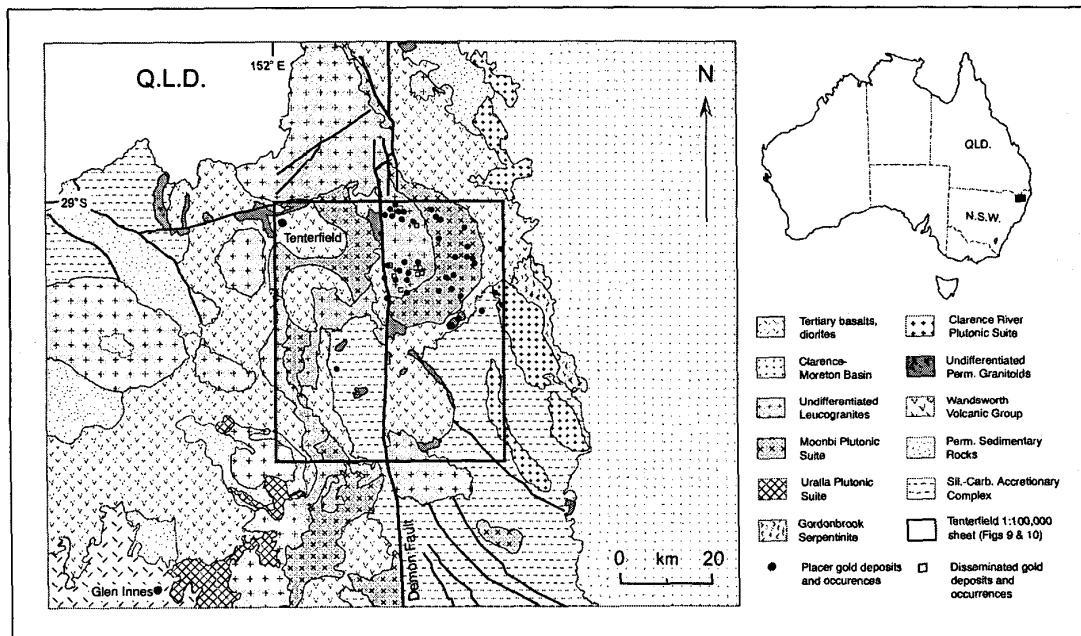 Q.L.D.
152° E
N
29° S
Tenterfield
Glen Innes
Demon Fault
0 km 20
QLD.
N.S.W.
Tertiary basalts,
diorites
Clarence-
Moreton Basin
Undifferentiated
Leucogranites
Moonbi Plutonic
Suite
Uralla Plutonic
Suite
Gordonbrook
Serpentinite
Placer gold deposits
and occurences
Clarence River
Plutonic Suite
Undifferentiated
Perm. Granitoids
Wandsworth
Volcanic Group
Perm. Sedimentary
Rocks
Sil.-Carb. Accretionary
Complex
Tenterfield 1:100,000
sheet (Figs 9 & 10)
Disseminated gold
deposits and
occurrences